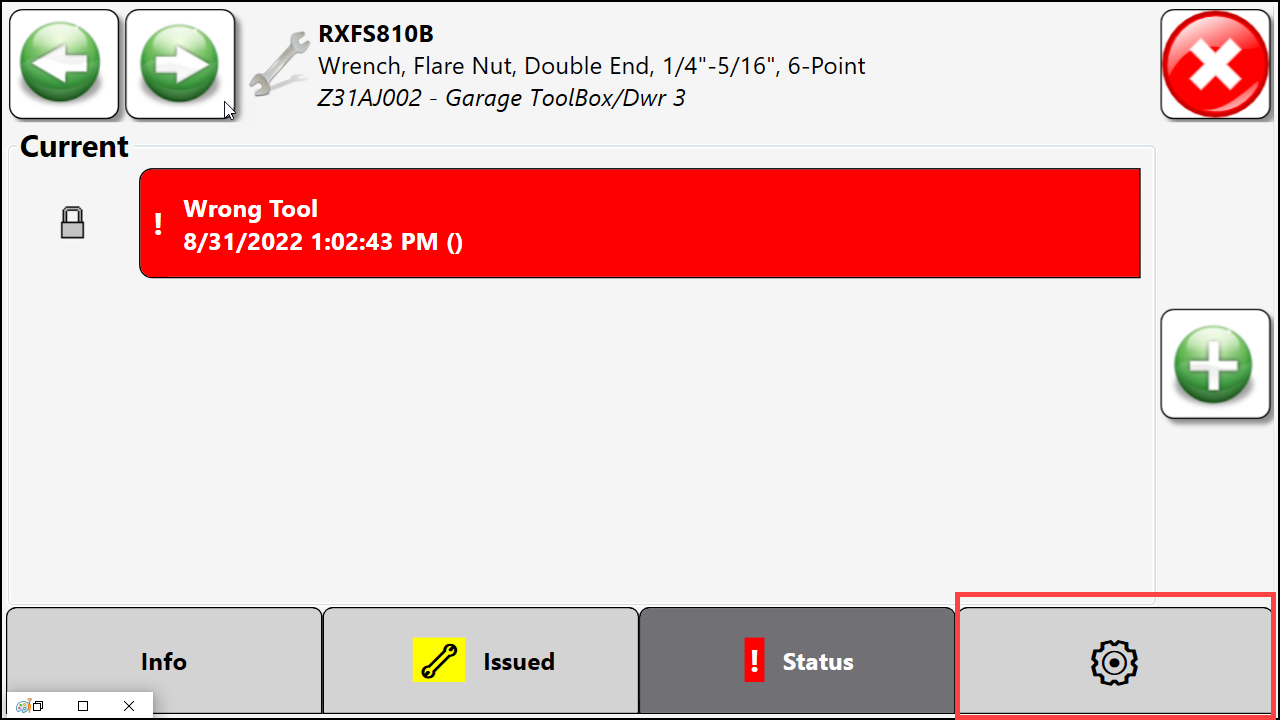 RXFS810B
Wrench, Flare Nut, Double End, 1/4"-5/16", 6-Point
Z31AJ002 - Garage ToolBox/Dwr 3
Current
! Wrong Tool
8/31/2022 1:02:43 PM ()
Info
Issued
! Status